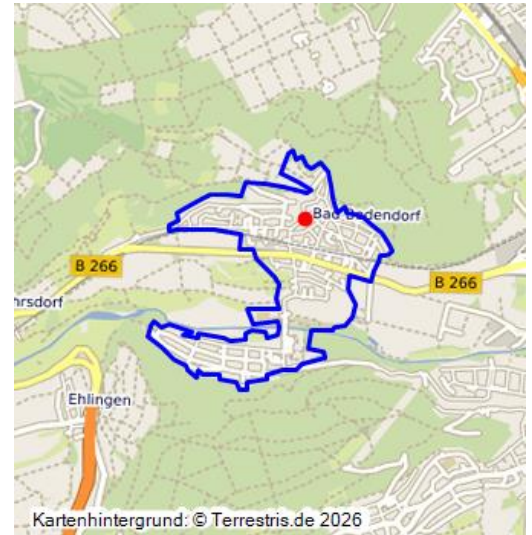 Bad Bodendorf
B 266
B 266
hrsdorf
Ehlingen
Kartenhintergrund: © Terrestris.de 2026